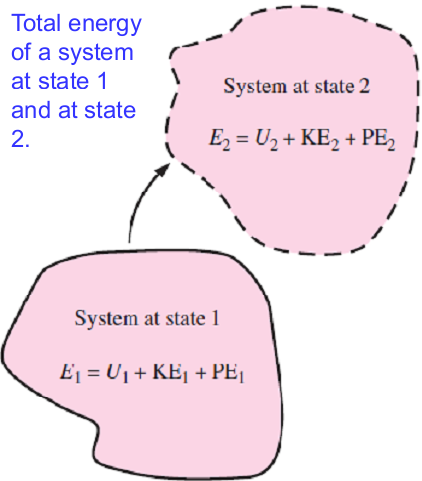 Total energy
of a system
at state 1
and at state
2.
System at state 2
E₂ = U₂ + KE₂ + PE₂
System at state 1
E₁ = U₁ + KE₁ + PE₁